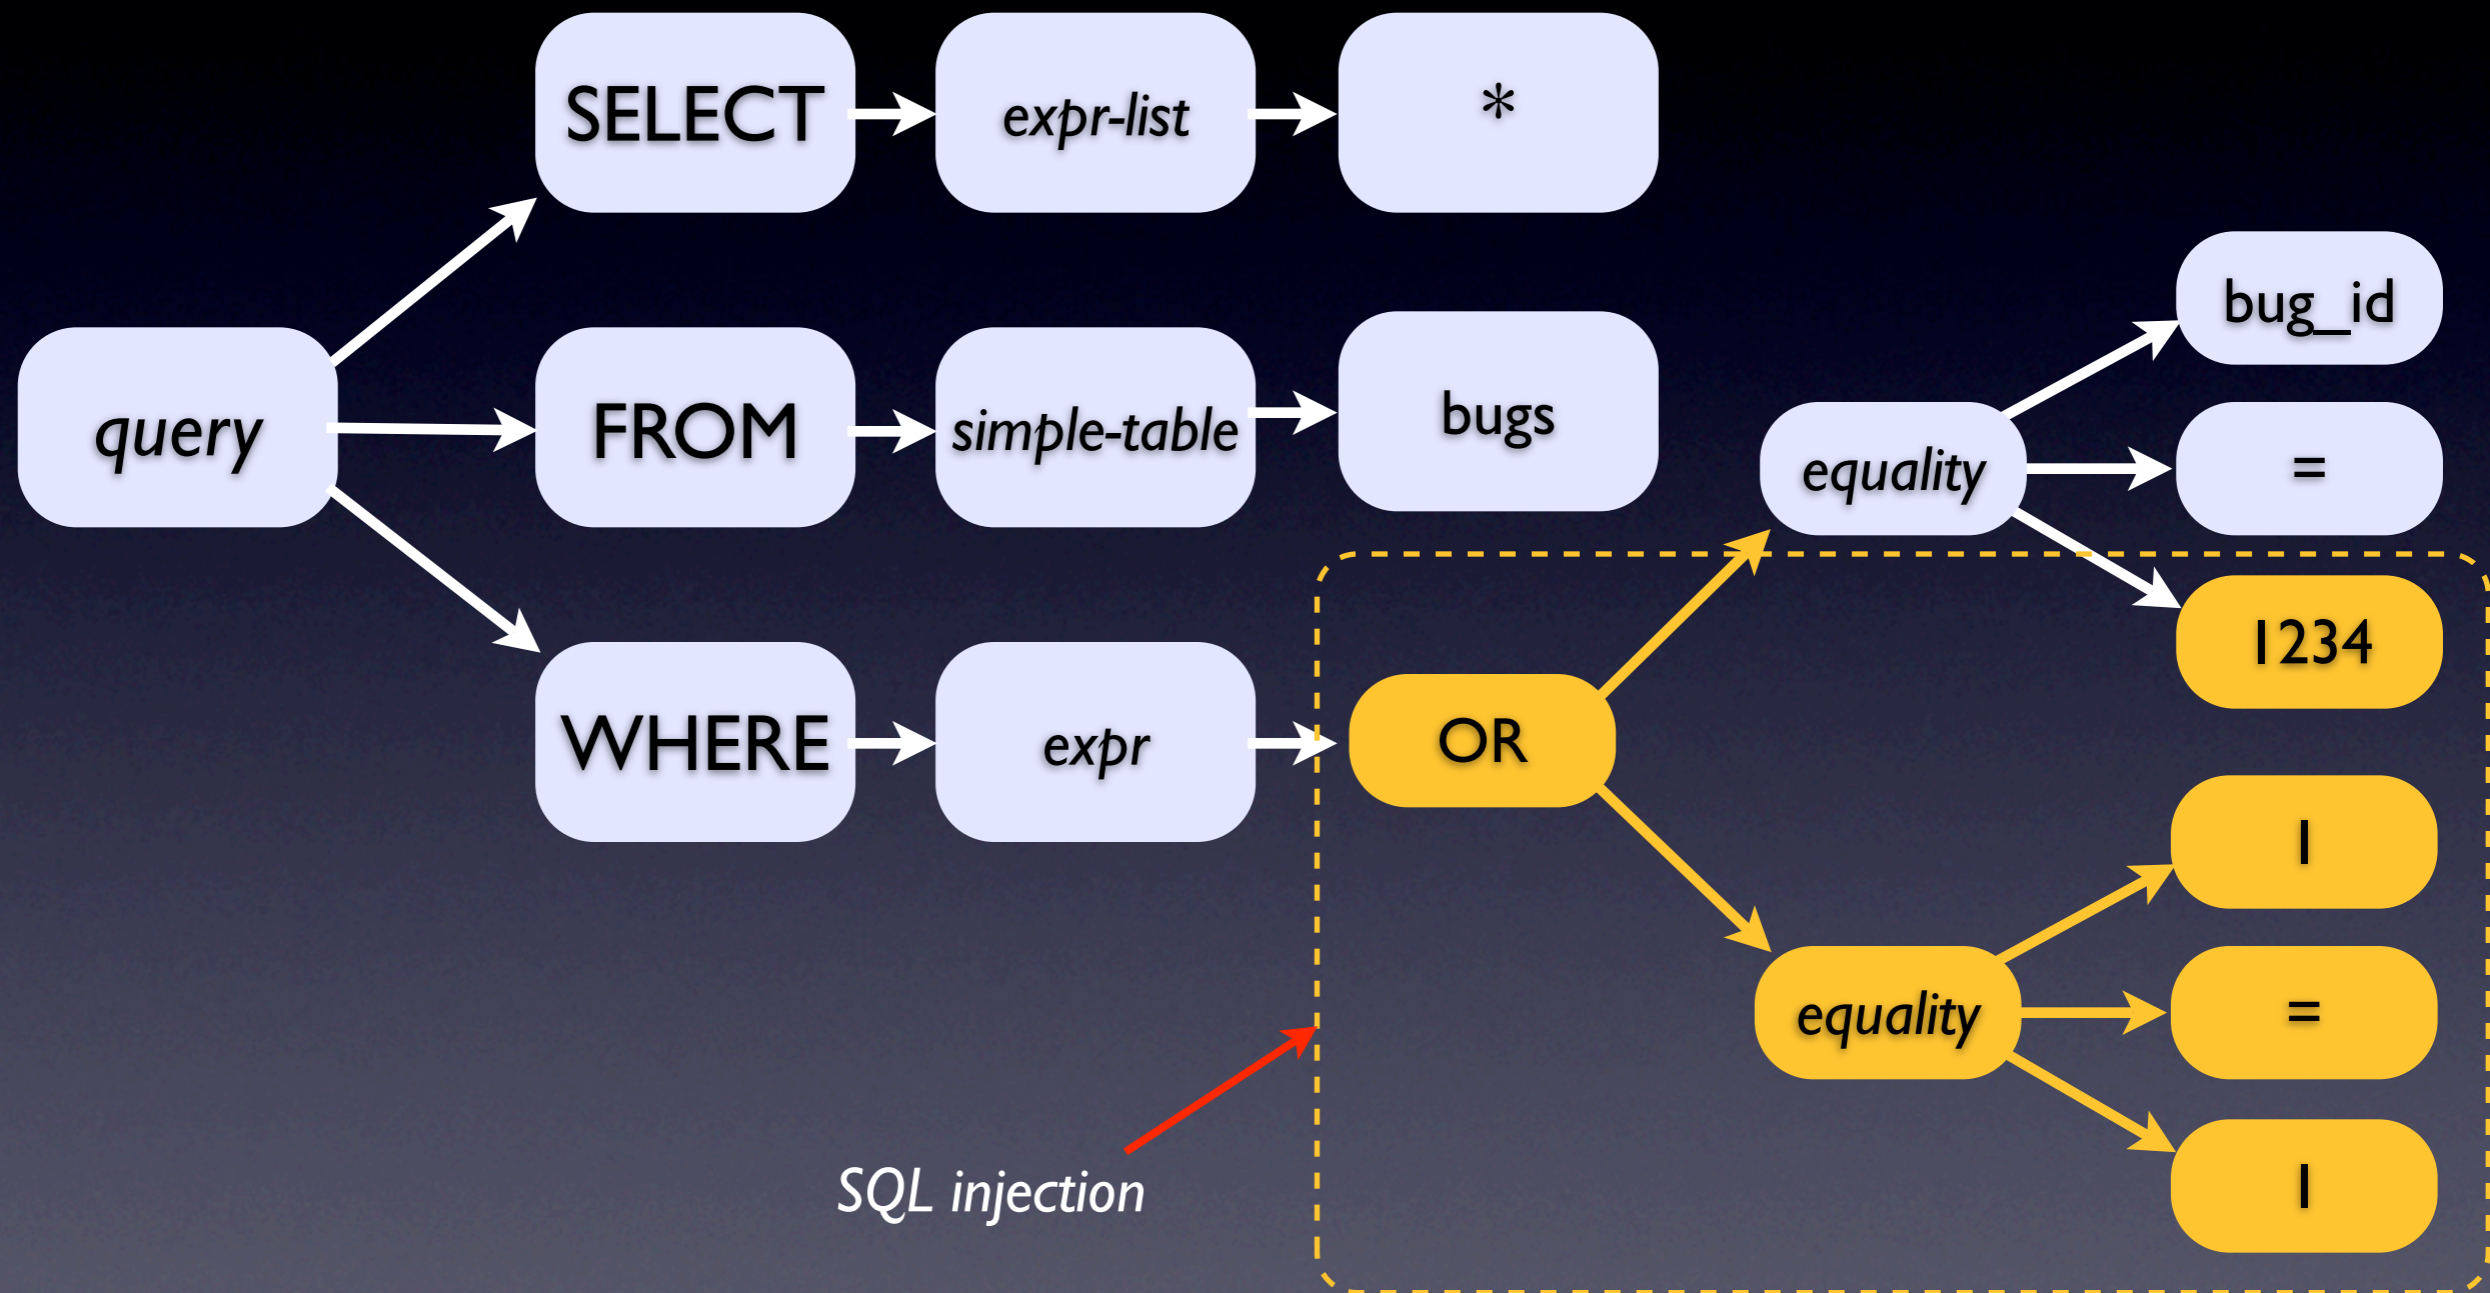 SELECT
expr-list
*
query
FROM
simple-table
bugs
WHERE
expr
OR
equality
bug_id
=
1234
equality
1
=
1
SQL injection